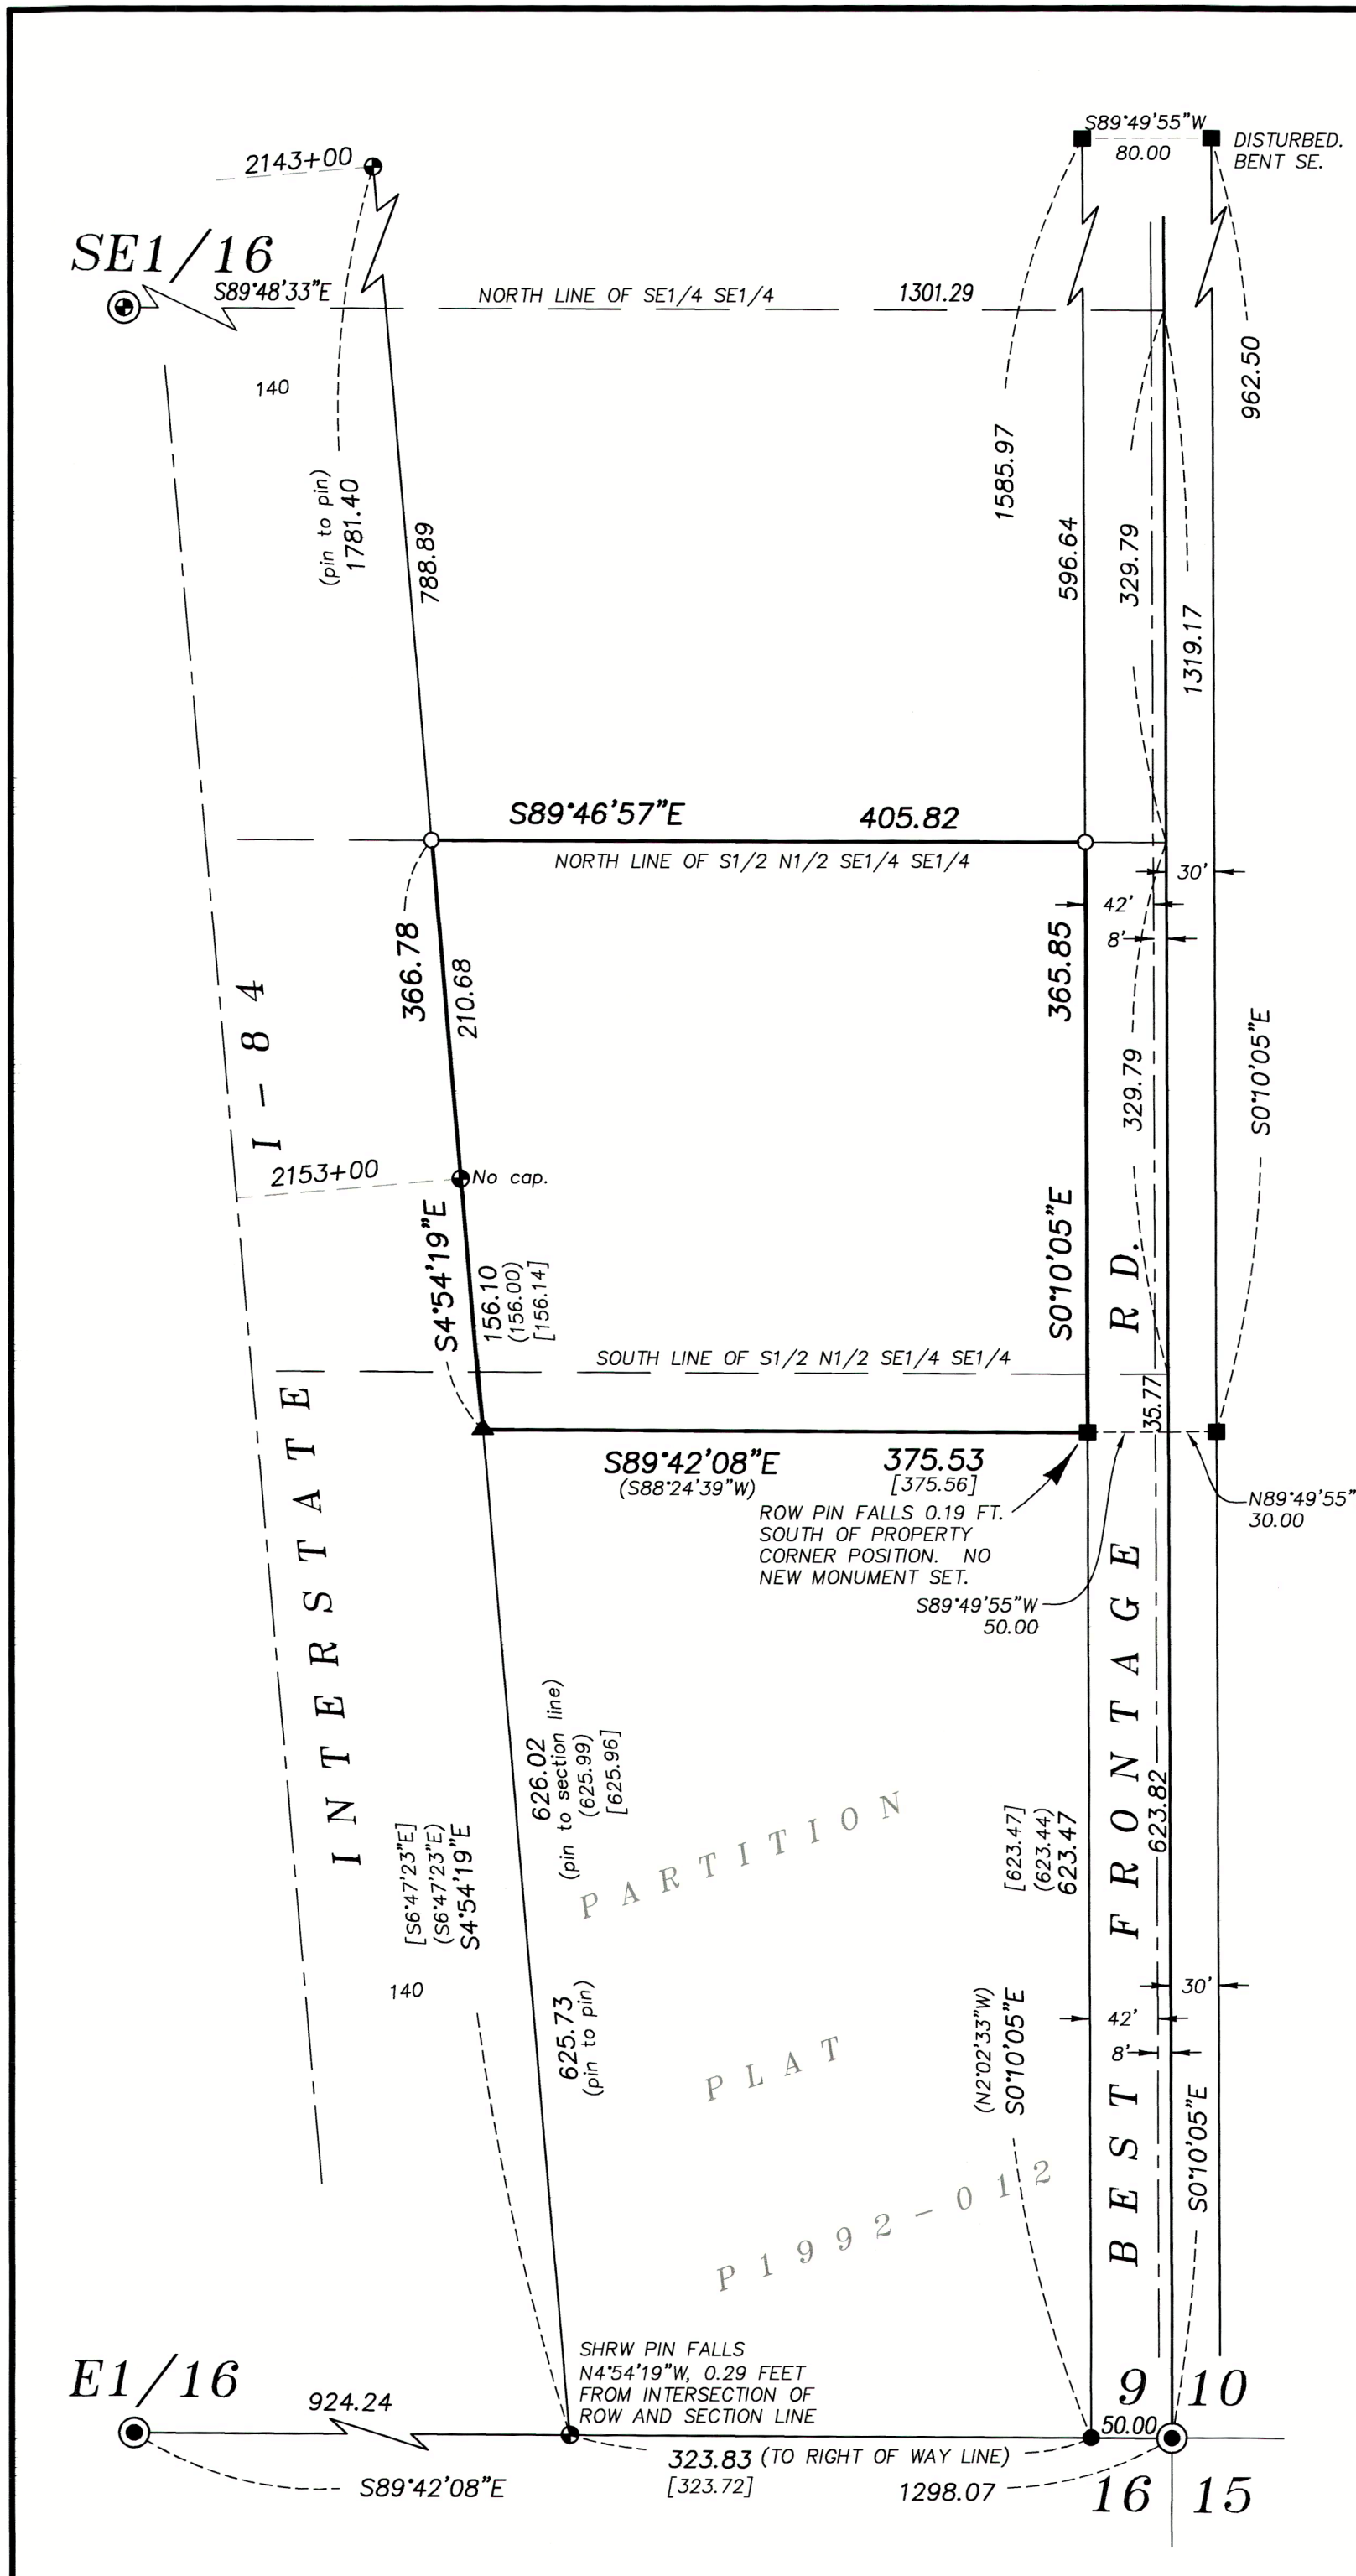 S89°49'55"W
80.00
DISTURBED.
BENT SE.
2143+00
SE1/16
S89°48'33"E
NORTH LINE OF SE1/4 SE1/4
1301.29
140
(pin to pin)
1781.40
788.89
1585.97
596.64
329.79
1319.17
962.50
S89°46'57"E
405.82
NORTH LINE OF S1/2 N1/2 SE1/4 SE1/4
30'
42'
8'
366.78
210.68
365.85
329.79
S0°10'05"E
2153+00
No cap.
S4°54'19"E
156.10
(156.00)
[156.14]
S0°10'05"E
SOUTH LINE OF S1/2 N1/2 SE1/4 SE1/4
35.77
S89°42'08"E
(S88°24'39"W)
375.53
[375.56]
ROW PIN FALLS 0.19 FT.
SOUTH OF PROPERTY
CORNER POSITION. NO
NEW MONUMENT SET.
N89°49'55"
30.00
S89°49'55"W
50.00
INTERSTATE I-84
BEST FRONTAGE RD.
626.02
(pin to section line)
(625.99)
[625.96]
[S6°47'23"E]
(S6°47'23"E)
S4°54'19"E
140
625.73
(pin to pin)
PARTITION
PLAT
P1992-012
[623.47]
(623.44)
623.47
623.82
(N2°02'33"W)
S0°10'05"E
30'
42'
8'
S0°10'05"E
SHRW PIN FALLS
N4°54'19"W, 0.29 FEET
FROM INTERSECTION OF
ROW AND SECTION LINE
E1/16
924.24
9 10
50.00
323.83 (TO RIGHT OF WAY LINE)
[323.72]
S89°42'08"E
1298.07
16 15